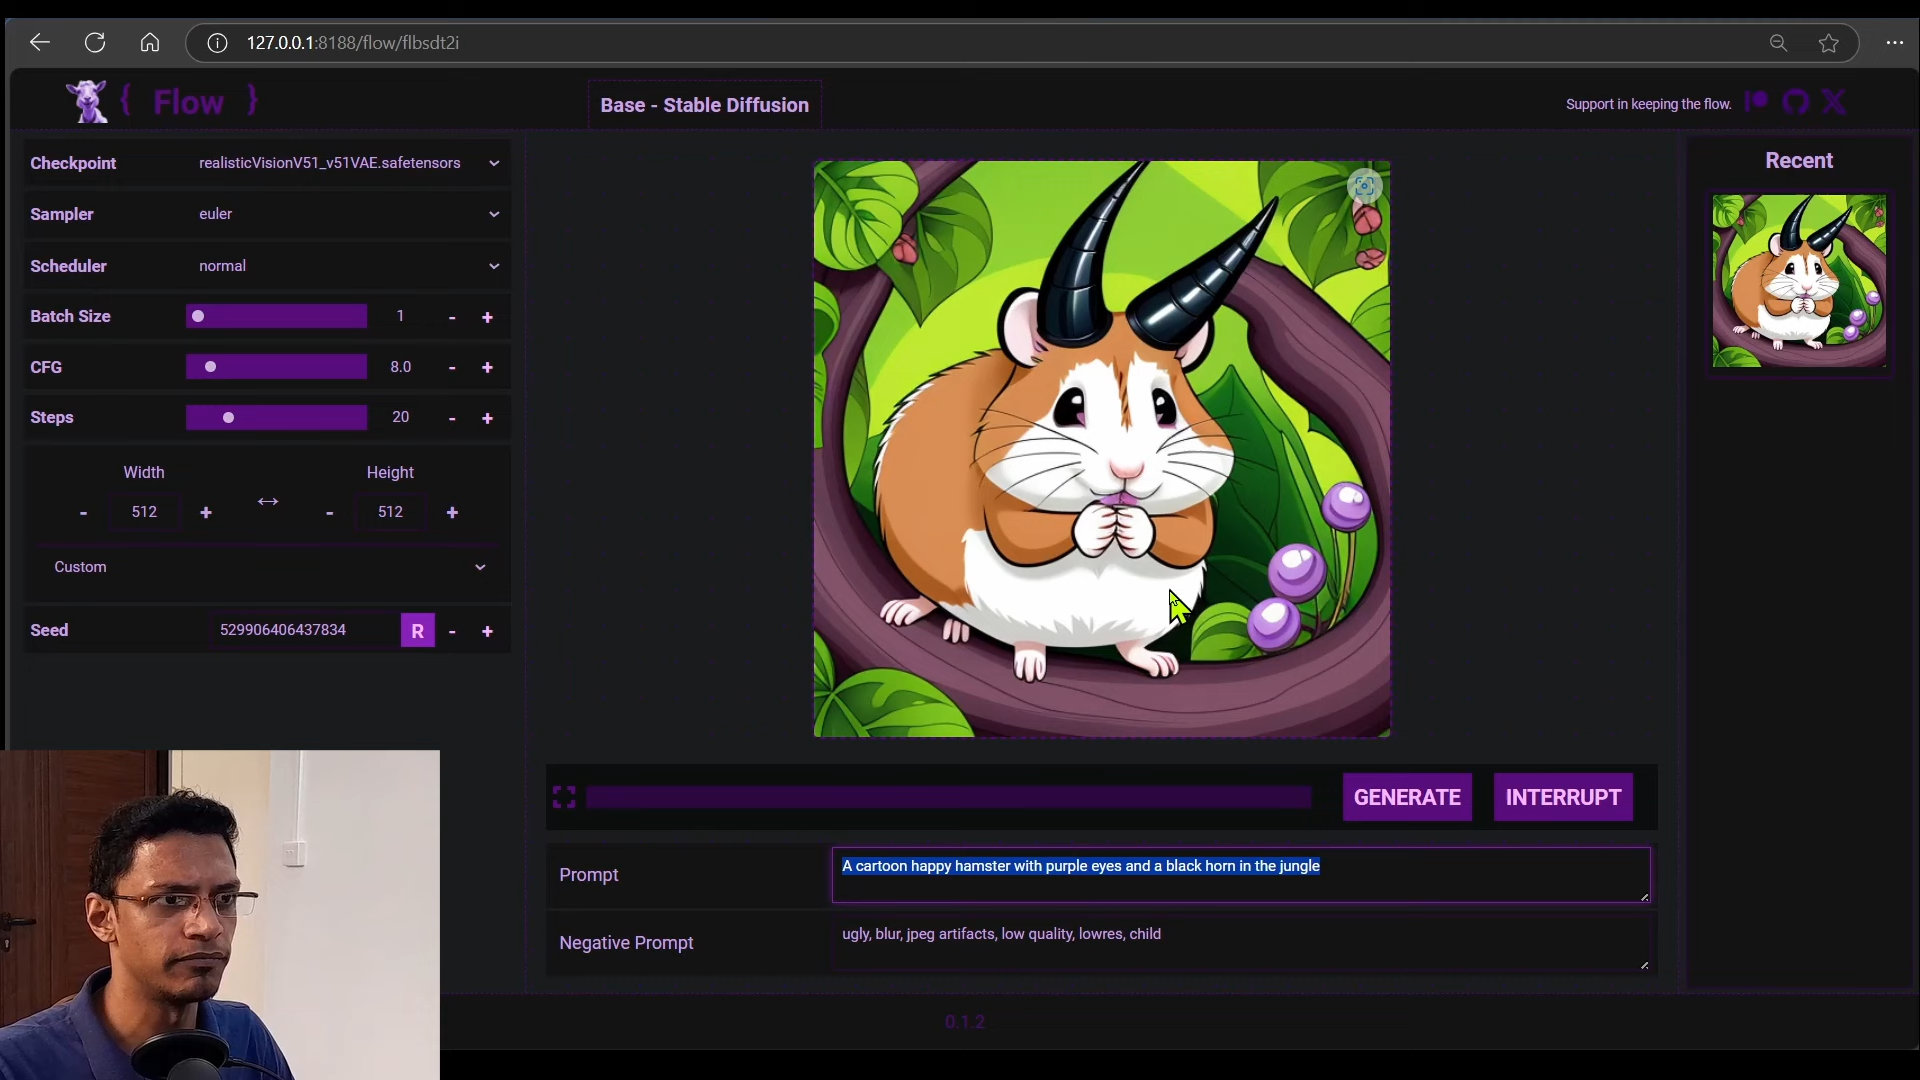 127.0.0.1:8188/flow/flbsdt2i
{ Flow }
Base - Stable Diffusion
Support in keeping the flow.
Checkpoint realisticVisionV51_v51VAE.safetensors
Sampler euler
Scheduler normal
Batch Size 1 - +
CFG 8.0 - +
Steps 20 - +
Width Height
- 512 + ↔ - 512 +
Custom
Seed 529906406437834 R - +
Recent
GENERATE INTERRUPT
Prompt A cartoon happy hamster with purple eyes and a black horn in the jungle
Negative Prompt ugly, blur, jpeg artifacts, low quality, lowres, child
0.1.2